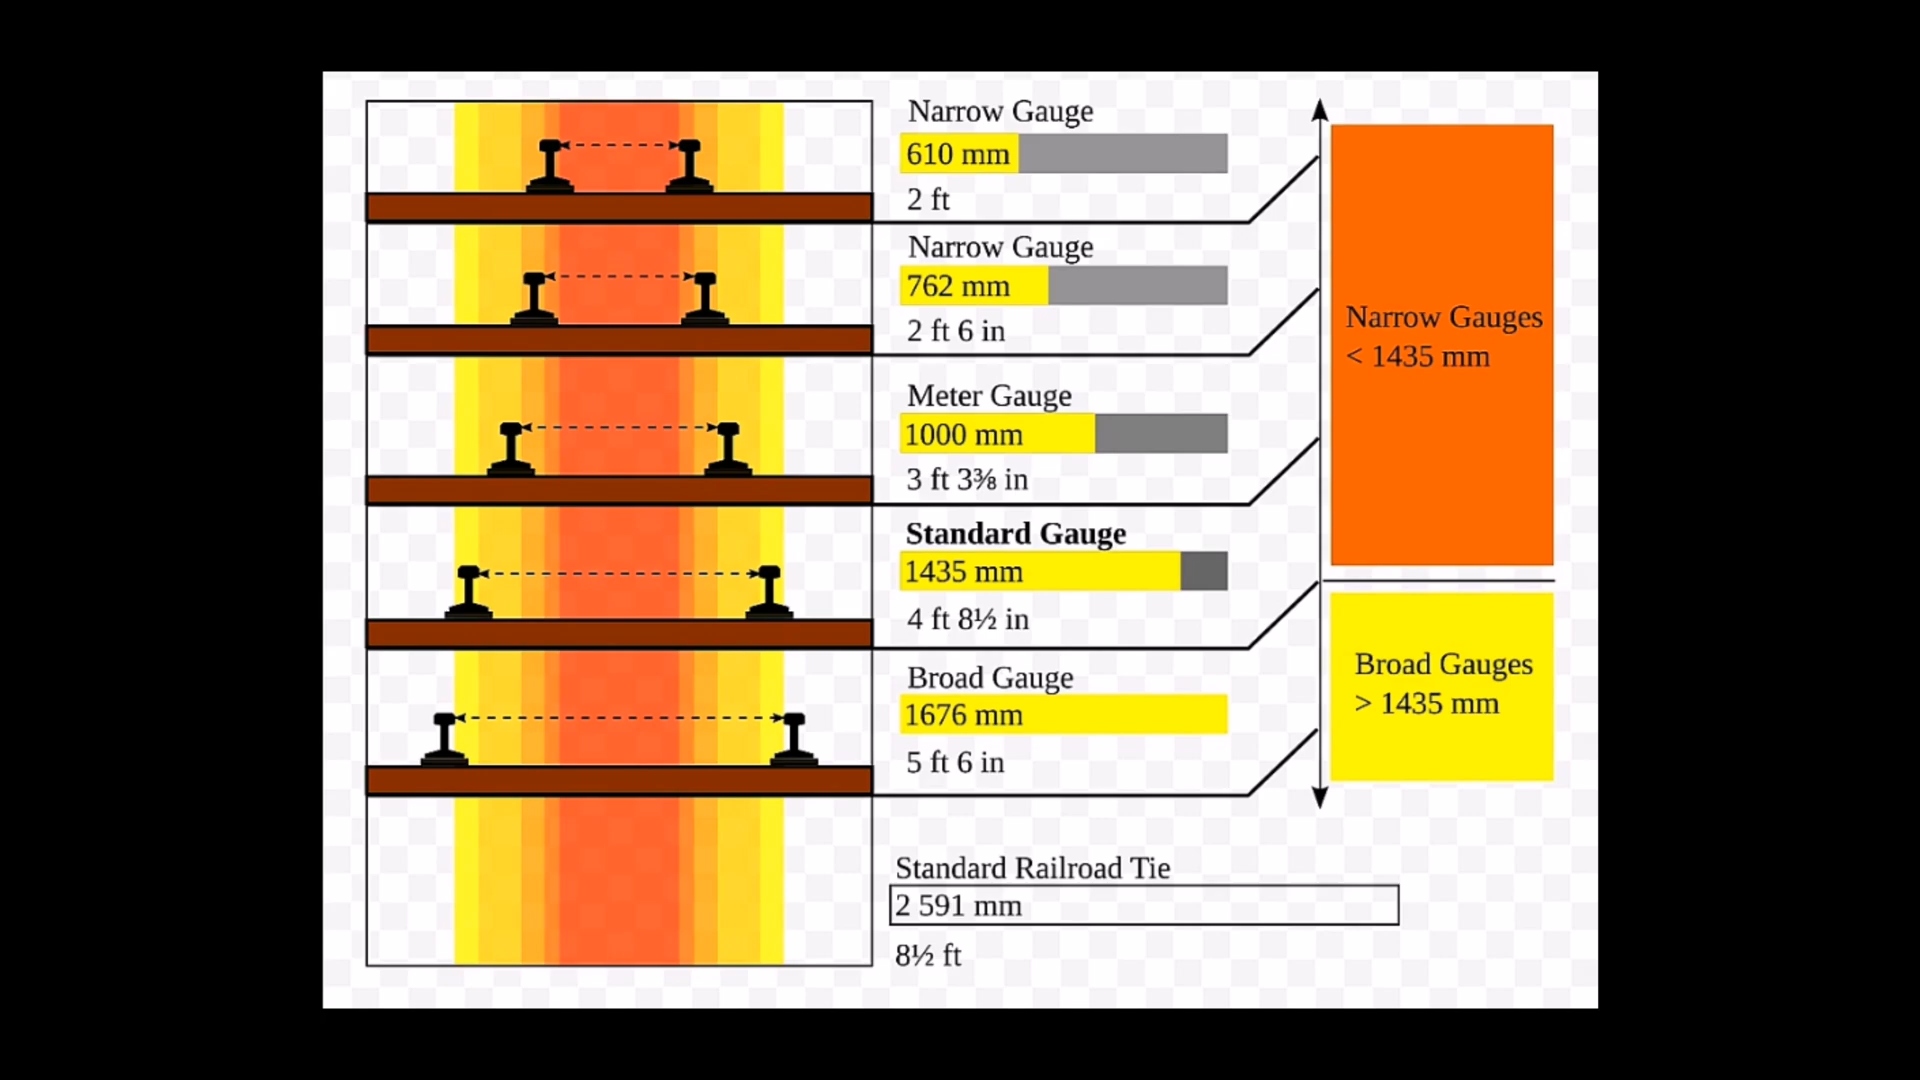 Narrow Gauge
610 mm
2 ft
Narrow Gauge
762 mm
2 ft 6 in
Meter Gauge
1000 mm
3 ft 3⅜ in
Standard Gauge
1435 mm
4 ft 8½ in
Broad Gauge
1676 mm
5 ft 6 in
Narrow Gauges
< 1435 mm
Broad Gauges
> 1435 mm
Standard Railroad Tie
2 591 mm
8½ ft